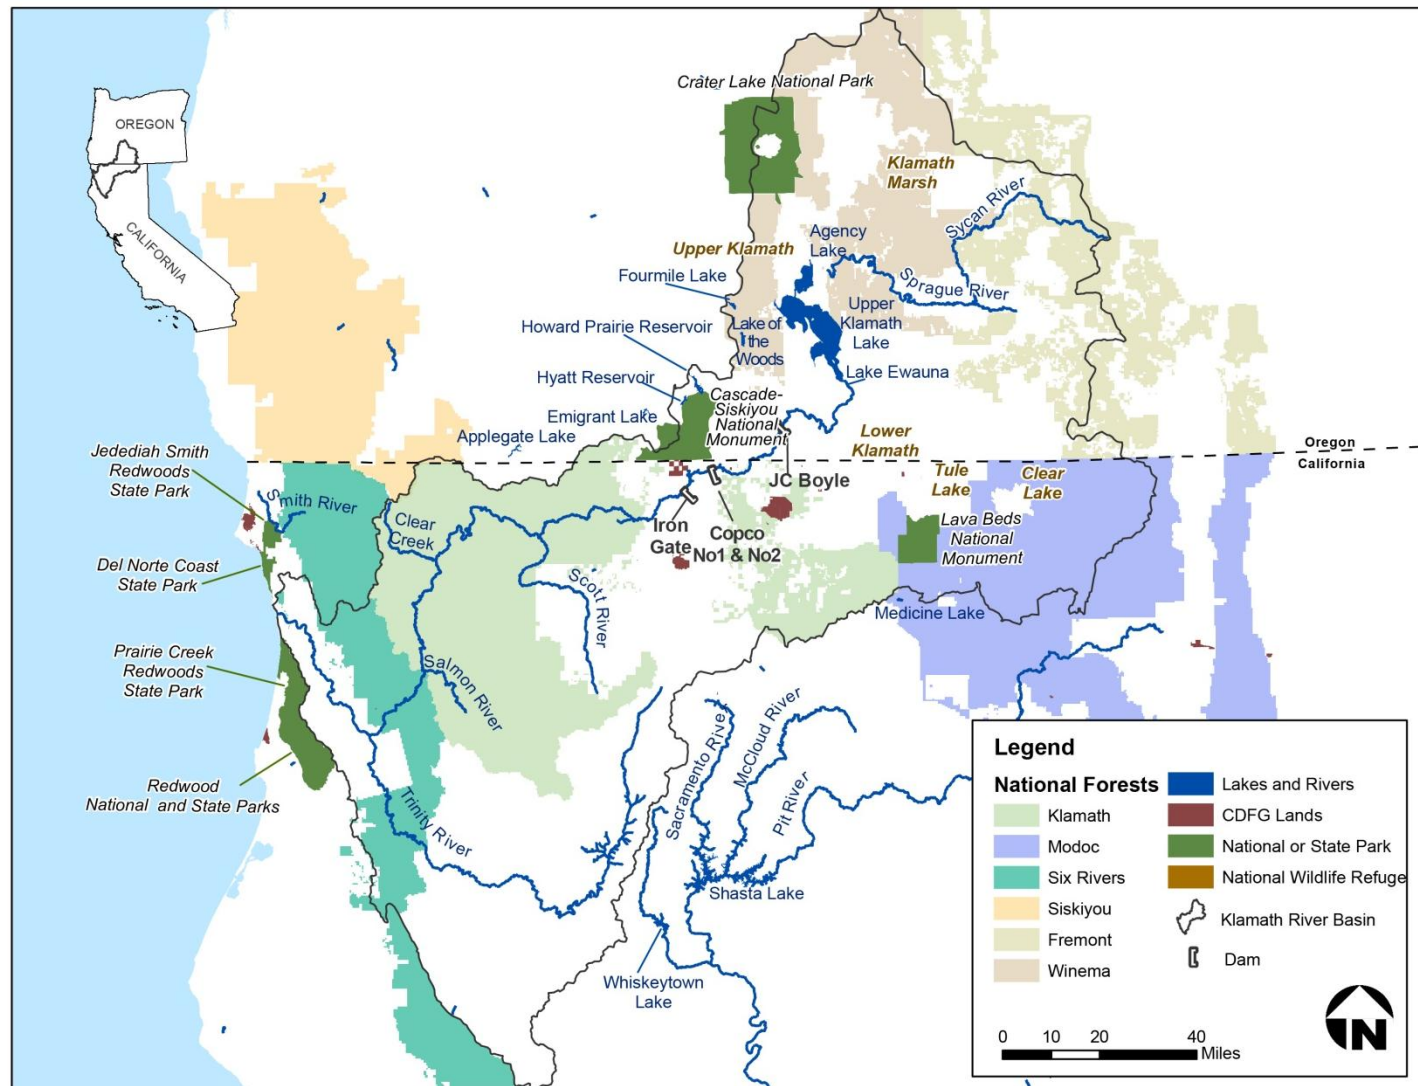 Crater Lake National Park
OREGON
CALIFORNIA
Klamath
Marsh
Sycan River
Agency
Lake
Upper Klamath
Fourmile Lake
Sprague River
Upper
Klamath
Lake
Howard Prairie Reservoir
Lake of
the
Woods
Hyatt Reservoir
Lake Ewauna
Cascade-
Siskiyou
National
Monument
Emigrant Lake
Applegate Lake
Lower
Klamath
Oregon
California
Jedediah Smith
Redwoods
State Park
Smith River
Clear
Creek
Tule
Lake
Clear
Lake
JC Boyle
Iron
Gate
Copco
No1 & No2
Lava Beds
National
Monument
Del Norte Coast
State Park
Scott River
Medicine Lake
Prairie Creek
Redwoods
State Park
Salmon River
Redwood
National and State Parks
Trinity River
Sacramento River
McCloud River
Pit River
Shasta Lake
Whiskeytown
Lake
Legend
National Forests
Klamath
Modoc
Six Rivers
Siskiyou
Fremont
Winema
Lakes and Rivers
CDFG Lands
National or State Park
National Wildlife Refuge
Klamath River Basin
Dam
0 10 20 40
Miles
N